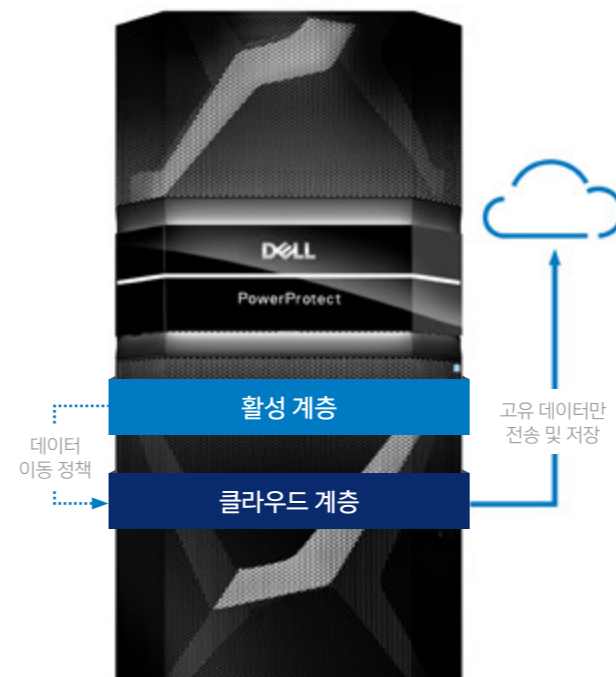 DELL
PowerProtect
활성 계층
데이터
이동 정책
고유 데이터만
전송 및 저장
클라우드 계층